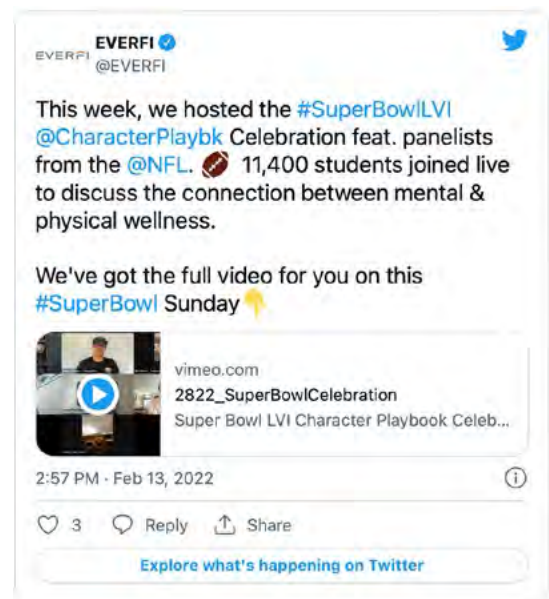 EVERFI
EVERFI
@EVERFI
This week, we hosted the #SuperBowlLVI
@CharacterPlaybk Celebration feat. panelists
from the @NFL. 🏈 11,400 students joined live
to discuss the connection between mental &
physical wellness.
We've got the full video for you on this
#SuperBowl Sunday👇
vimeo.com
2822_SuperBowlCelebration
Super Bowl LVI Character Playbook Celeb...
2:57 PM · Feb 13, 2022
3 Reply Share
Explore what's happening on Twitter